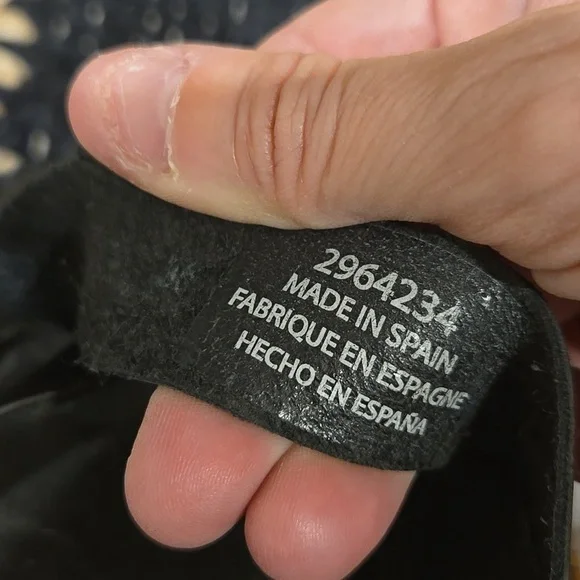 2964234
MADE IN SPAIN
FABRIQUE EN ESPAGNE
HECHO EN ESPAÑA